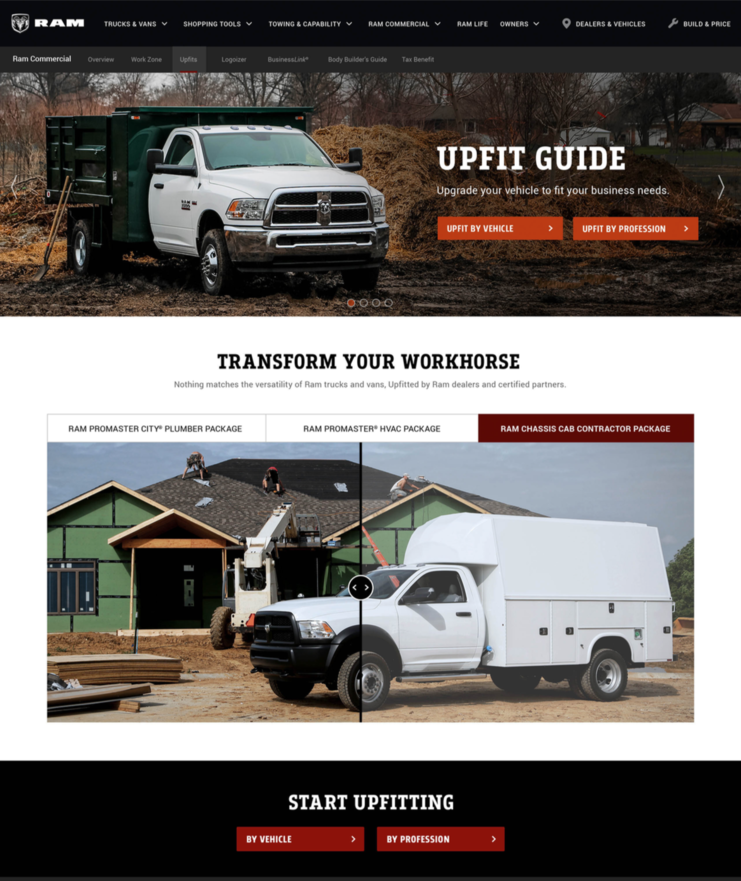 RAM
TRUCKS & VANS
SHOPPING TOOLS
TOWING & CAPABILITY
RAM COMMERCIAL
RAM LIFE
OWNERS
DEALERS & VEHICLES
BUILD & PRICE
Ram Commercial
Overview
Work Zone
Upfits
Logoizer
BusinessLink®
Body Builder's Guide
Tax Benefit
UPFIT GUIDE
Upgrade your vehicle to fit your business needs.
UPFIT BY VEHICLE
UPFIT BY PROFESSION
TRANSFORM YOUR WORKHORSE
Nothing matches the versatility of Ram trucks and vans, Upfitted by Ram dealers and certified partners.
RAM PROMASTER CITY® PLUMBER PACKAGE
RAM PROMASTER® HVAC PACKAGE
RAM CHASSIS CAB CONTRACTOR PACKAGE
START UPFITTING
BY VEHICLE
BY PROFESSION